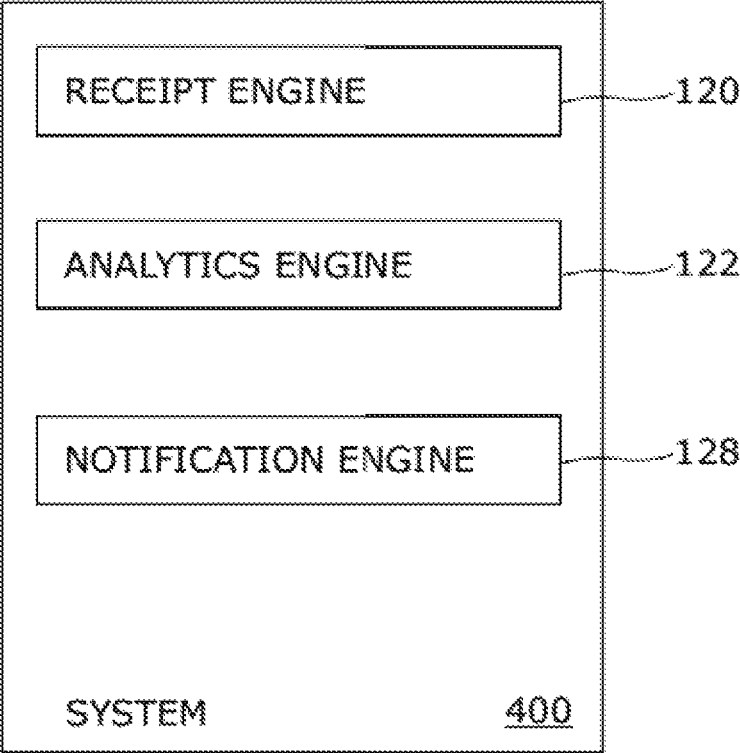 RECEIPT ENGINE 120
ANALYTICS ENGINE 122
NOTIFICATION ENGINE 128
SYSTEM 400